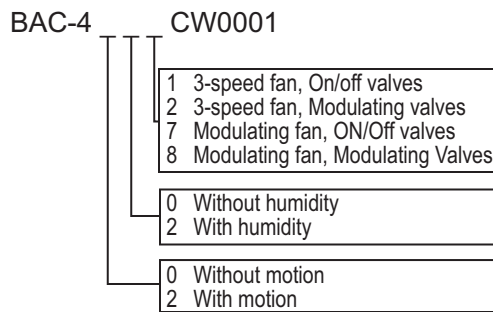 BAC-4 _ _ _ CW0001
1 3-speed fan, On/off valves
2 3-speed fan, Modulating valves
7 Modulating fan, ON/Off valves
8 Modulating fan, Modulating Valves
0 Without humidity
2 With humidity
0 Without motion
2 With motion